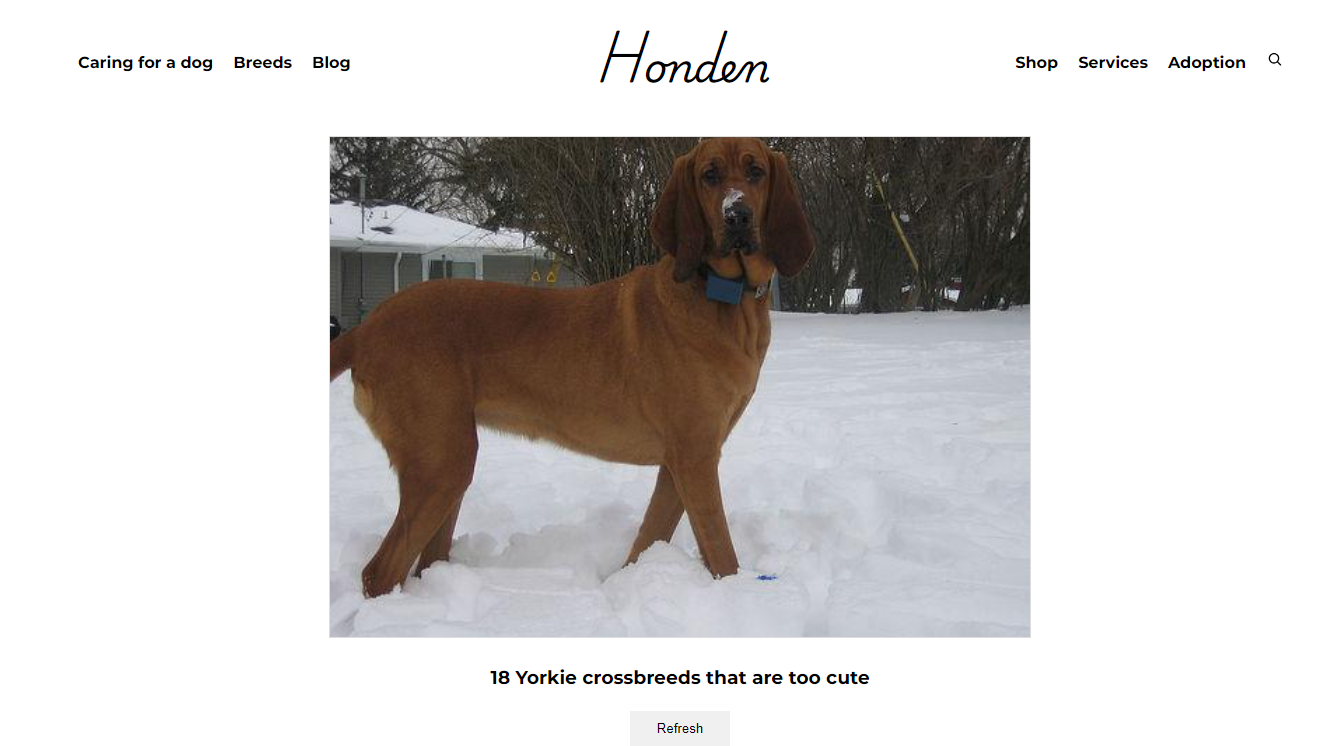 Caring for a dog Breeds Blog Honden Shop Services Adoption
18 Yorkie crossbreeds that are too cute
Refresh